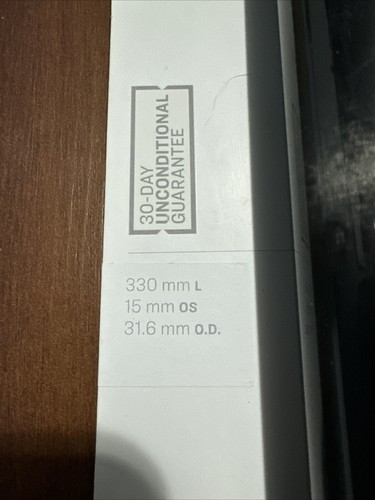 30-DAY
UNCONDITIONAL
GUARANTEE
330 mm L
15 mm OS
31.6 mm O.D.